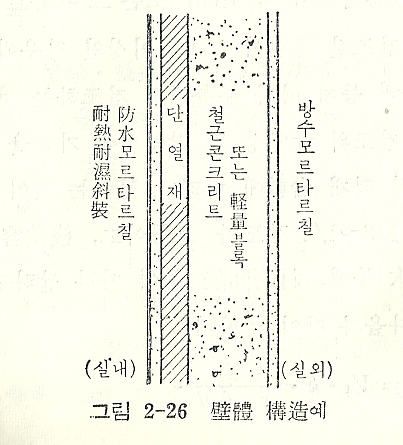 防水모르타르칠
耐熱耐濕斜裝
단열재
철근콘크리트
또는 軽量블록
방수모르타르칠
(실내)
(실외)
그림 2-26 壁體 構造예